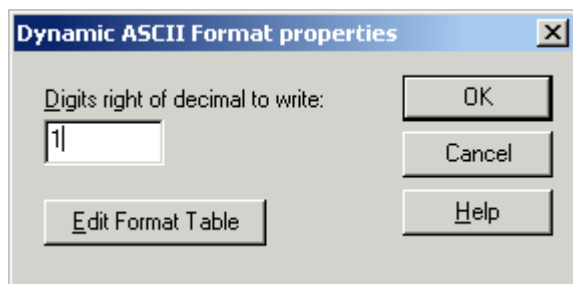 Dynamic ASCII Format properties
Digits right of decimal to write:
1
OK
Cancel
Edit Format Table
Help